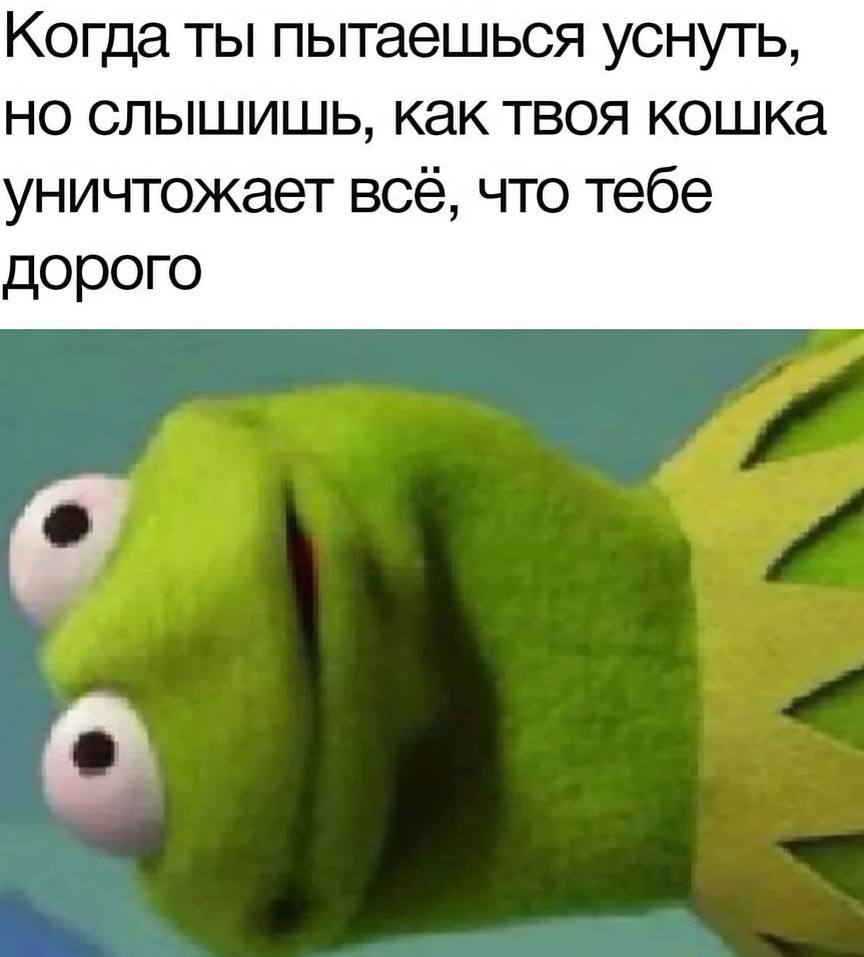 Когда ты пытаешься уснуть,
но слышишь, как твоя кошка
уничтожает всё, что тебе
дорого